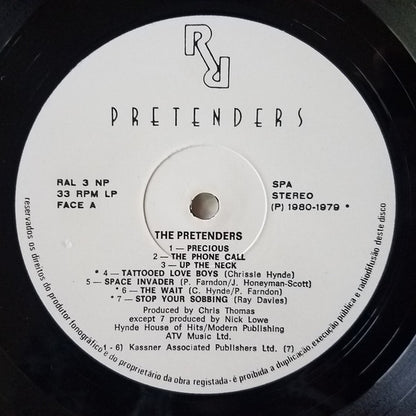 RR
PRETENDERS
RAL 3 NP
33 RPM LP
FACE A
SPA
STEREO
(P) 1980-1979 *
THE PRETENDERS
1 — PRECIOUS
2 — THE PHONE CALL
3 — UP THE NECK
* 4 — TATTOOED LOVE BOYS (Chrissie Hynde)
5 — SPACE INVADER (P. Farndon/J. Honeyman-Scott)
* 6 — THE WAIT (C. Hynde/P. Farndon)
* 7 — STOP YOUR SOBBING (Ray Davies)
Produced by Chris Thomas
except 7 produced by Nick Lowe
Hynde House of Hits/Modern Publishing
ATV Music Ltd.
(1 - 6) Kassner Associated Publishers Ltd. (7)
reservados os direitos do produtor fonográfico e do proprietário da obra registada - é proibida a duplicação, execução pública e radiodifusão deste disco